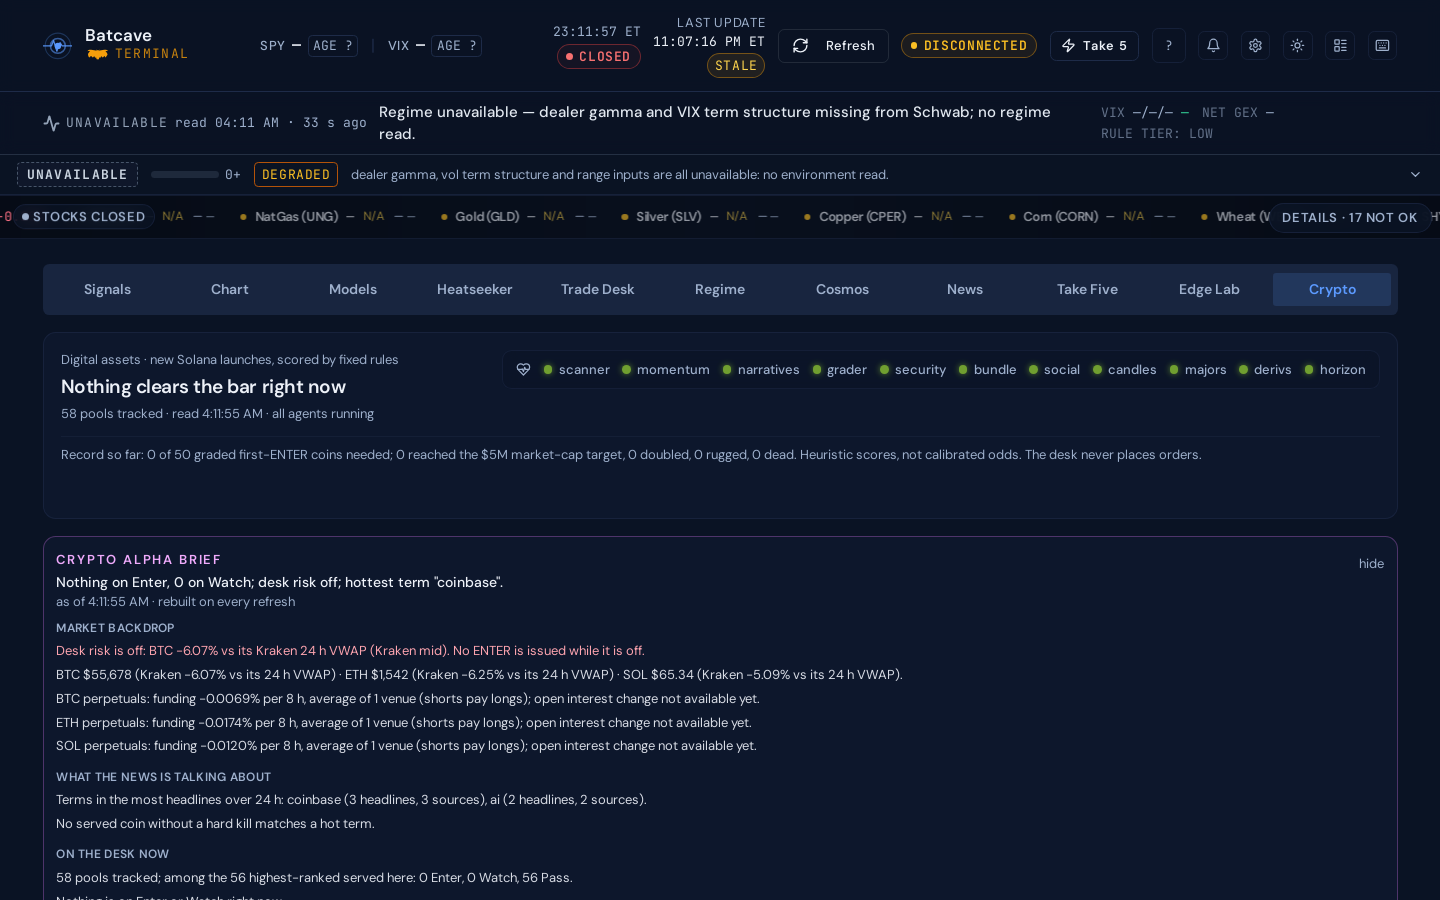 Batcave
TERMINAL
SPY — AGE ? | VIX — AGE ?
23:11:57 ET
CLOSED
LAST UPDATE
11:07:16 PM ET
STALE
Refresh
DISCONNECTED
Take 5
?
UNAVAILABLE read 04:11 AM · 33 s ago
Regime unavailable — dealer gamma and VIX term structure missing from Schwab; no regime
read.
VIX —/—/— — NET GEX —
RULE TIER: LOW
UNAVAILABLE 0+ DEGRADED dealer gamma, vol term structure and range inputs are all unavailable: no environment read.
STOCKS CLOSED N/A —— NatGas (UNG) — N/A —— Gold (GLD) — N/A —— Silver (SLV) — N/A —— Copper (CPER) — N/A —— Corn (CORN) — N/A —— Wheat DETAILS · 17 NOT OK
Signals Chart Models Heatseeker Trade Desk Regime Cosmos News Take Five Edge Lab Crypto
Digital assets · new Solana launches, scored by fixed rules
Nothing clears the bar right now
58 pools tracked · read 4:11:55 AM · all agents running
scanner momentum narratives grader security bundle social candles majors derivs horizon
Record so far: 0 of 50 graded first-ENTER coins needed; 0 reached the $5M market-cap target, 0 doubled, 0 rugged, 0 dead. Heuristic scores, not calibrated odds. The desk never places orders.
CRYPTO ALPHA BRIEF
hide
Nothing on Enter, 0 on Watch; desk risk off; hottest term "coinbase".
as of 4:11:55 AM · rebuilt on every refresh
MARKET BACKDROP
Desk risk is off: BTC -6.07% vs its Kraken 24 h VWAP (Kraken mid). No ENTER is issued while it is off.
BTC $55,678 (Kraken -6.07% vs its 24 h VWAP) · ETH $1,542 (Kraken -6.25% vs its 24 h VWAP) · SOL $65.34 (Kraken -5.09% vs its 24 h VWAP).
BTC perpetuals: funding -0.0069% per 8 h, average of 1 venue (shorts pay longs); open interest change not available yet.
ETH perpetuals: funding -0.0174% per 8 h, average of 1 venue (shorts pay longs); open interest change not available yet.
SOL perpetuals: funding -0.0120% per 8 h, average of 1 venue (shorts pay longs); open interest change not available yet.
WHAT THE NEWS IS TALKING ABOUT
Terms in the most headlines over 24 h: coinbase (3 headlines, 3 sources), ai (2 headlines, 2 sources).
No served coin without a hard kill matches a hot term.
ON THE DESK NOW
58 pools tracked; among the 56 highest-ranked served here: 0 Enter, 0 Watch, 56 Pass.
Nothing is on Enter or Watch right now.